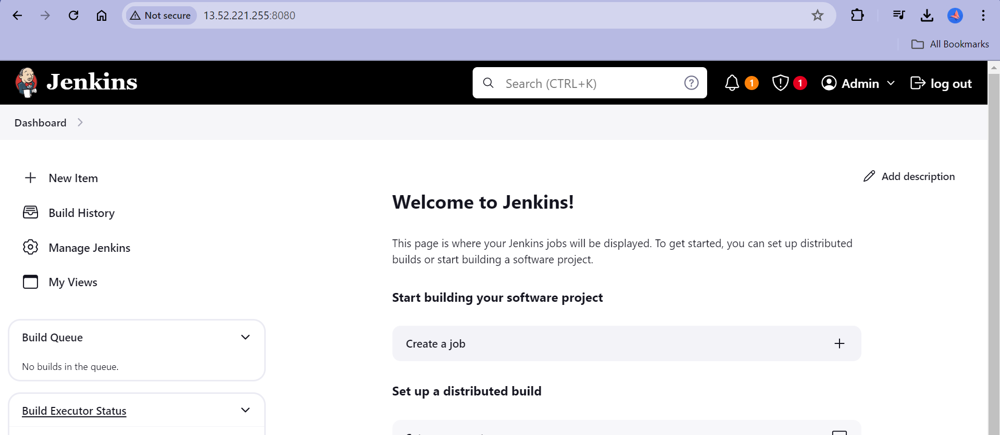 Not secure 13.52.221.255:8080
All Bookmarks
Jenkins Search (CTRL+K) 1 1 Admin log out
Dashboard
New Item
Build History
Manage Jenkins
My Views
Build Queue
No builds in the queue.
Build Executor Status
Add description
Welcome to Jenkins!
This page is where your Jenkins jobs will be displayed. To get started, you can set up distributed
builds or start building a software project.
Start building your software project
Create a job
Set up a distributed build